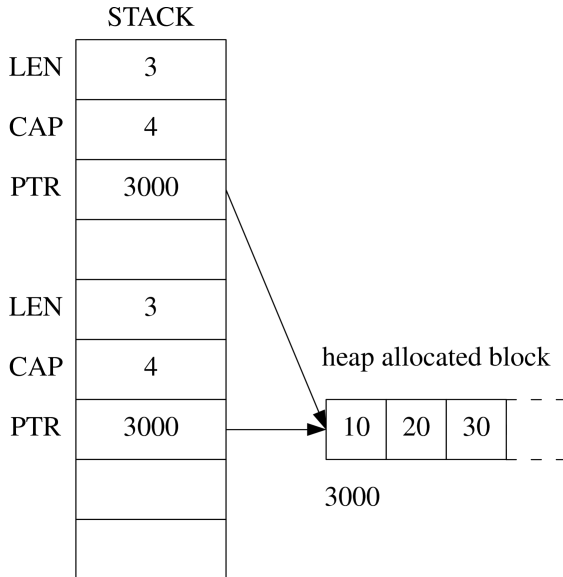 STACK
LEN 3
CAP 4
PTR 3000
LEN 3
CAP 4
heap allocated block
PTR 3000 10 20 30
3000